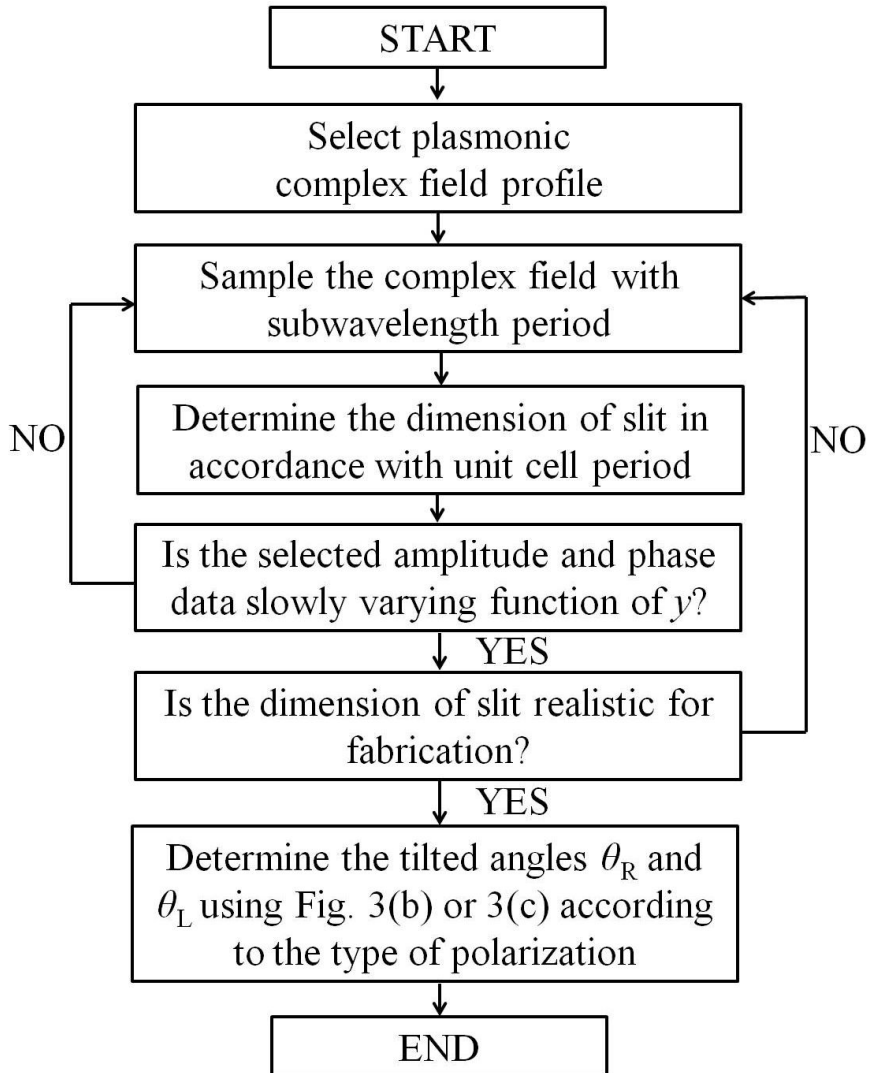 START
Select plasmonic
complex field profile
Sample the complex field with
subwavelength period
Determine the dimension of slit in
accordance with unit cell period
NO
NO
Is the selected amplitude and phase
data slowly varying function of y?
YES
Is the dimension of slit realistic for
fabrication?
YES
Determine the tilted angles θR and
θL using Fig. 3(b) or 3(c) according
to the type of polarization
END